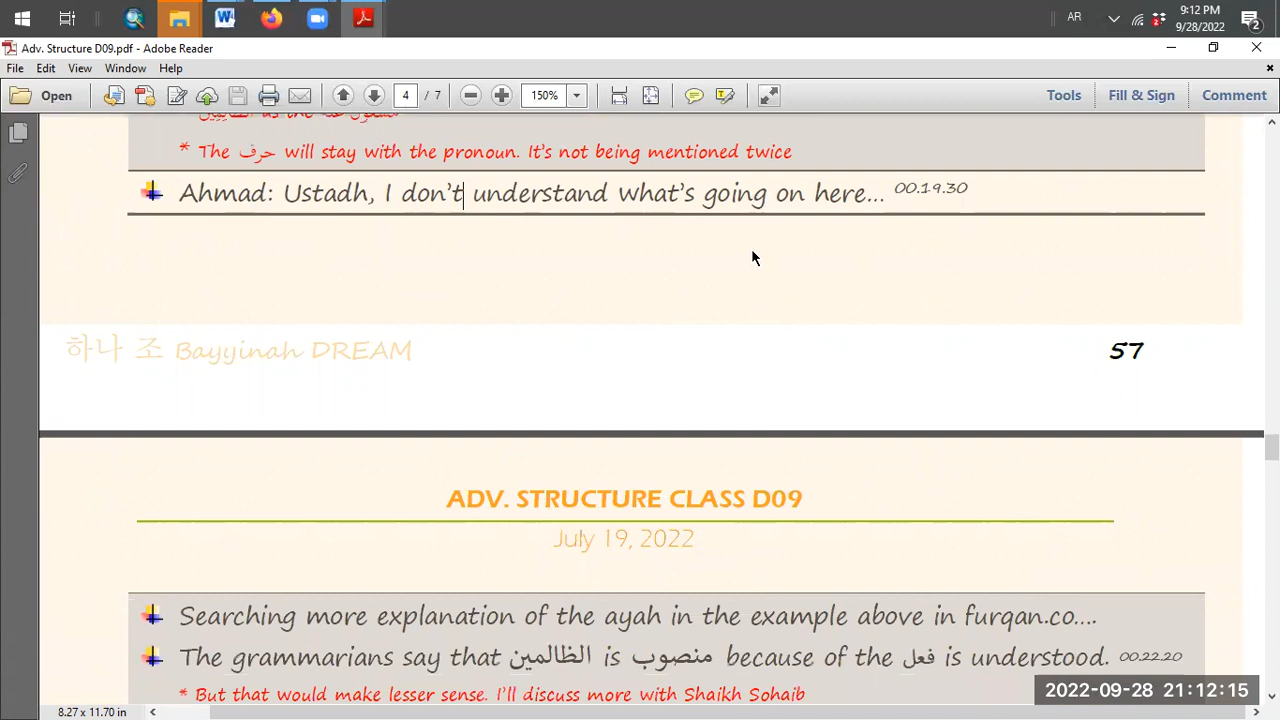 AR
9:12 PM
9/28/2022
2
Adv. Structure D09.pdf - Adobe Reader
File Edit View Window Help
Open 4 / 7 150% Tools Fill & Sign Comment
as the الظالمين
* The حرف will stay with the pronoun. It's not being mentioned twice
Ahmad: Ustadh, I don't understand what's going on here... 00.19.30
하나 조 Bayyinah DREAM
57
ADV. STRUCTURE CLASS D09
July 19, 2022
Searching more explanation of the ayah in the example above in furqan.co....
The grammarians say that الظالمين is منصوب because of the فعل is understood. 00.22.20
* But that would make lesser sense. I'll discuss more with Shaikh Sohaib
2022-09-28 21:12:15
8.27 x 11.70 in